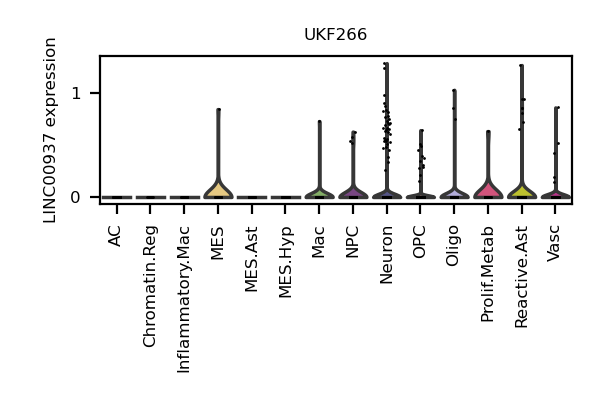 UKF266
LINC00937 expression
1
0
AC
Chromatin.Reg
Inflammatory.Mac
MES
MES.Ast
MES.Hyp
Mac
NPC
Neuron
OPC
Oligo
Prolif.Metab
Reactive.Ast
Vasc